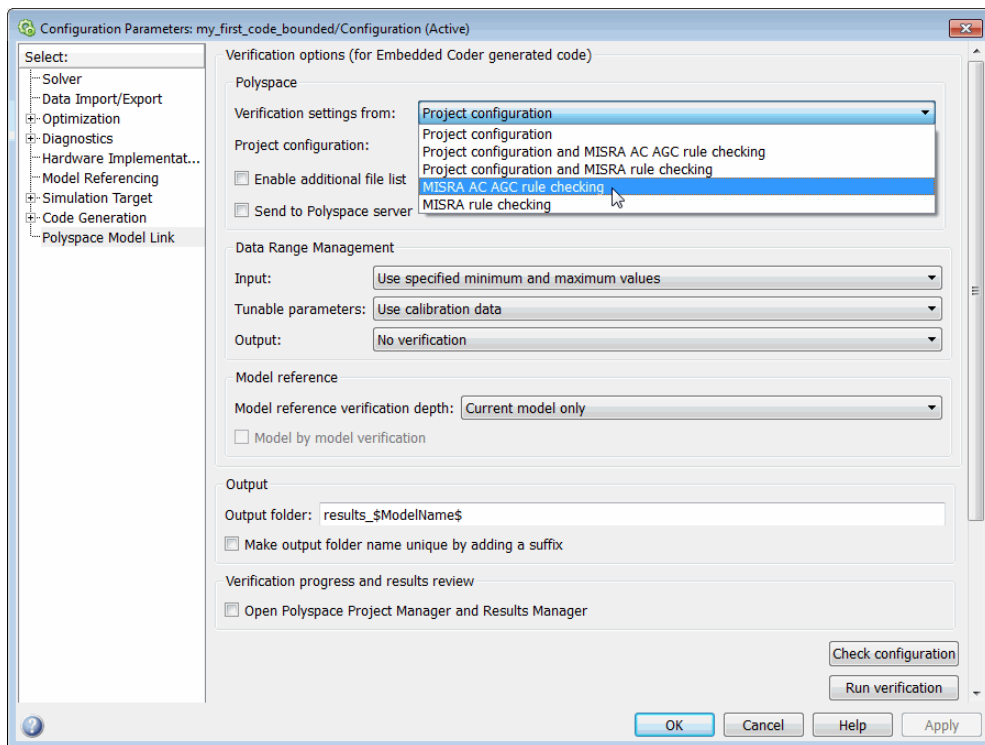 Configuration Parameters: my_first_code_bounded/Configuration (Active)
Select:
Solver
Data Import/Export
Optimization
Diagnostics
Hardware Implementat...
Model Referencing
Simulation Target
Code Generation
Polyspace Model Link
Verification options (for Embedded Coder generated code)
Polyspace
Verification settings from: Project configuration
Project configuration
Project configuration and MISRA AC AGC rule checking
Project configuration and MISRA rule checking
MISRA AC AGC rule checking
MISRA rule checking
Project configuration:
Enable additional file list
Send to Polyspace server
Data Range Management
Input: Use specified minimum and maximum values
Tunable parameters: Use calibration data
Output: No verification
Model reference
Model reference verification depth: Current model only
Model by model verification
Output
Output folder: results_$ModelName$
Make output folder name unique by adding a suffix
Verification progress and results review
Open Polyspace Project Manager and Results Manager
Check configuration
Run verification
OK Cancel Help Apply